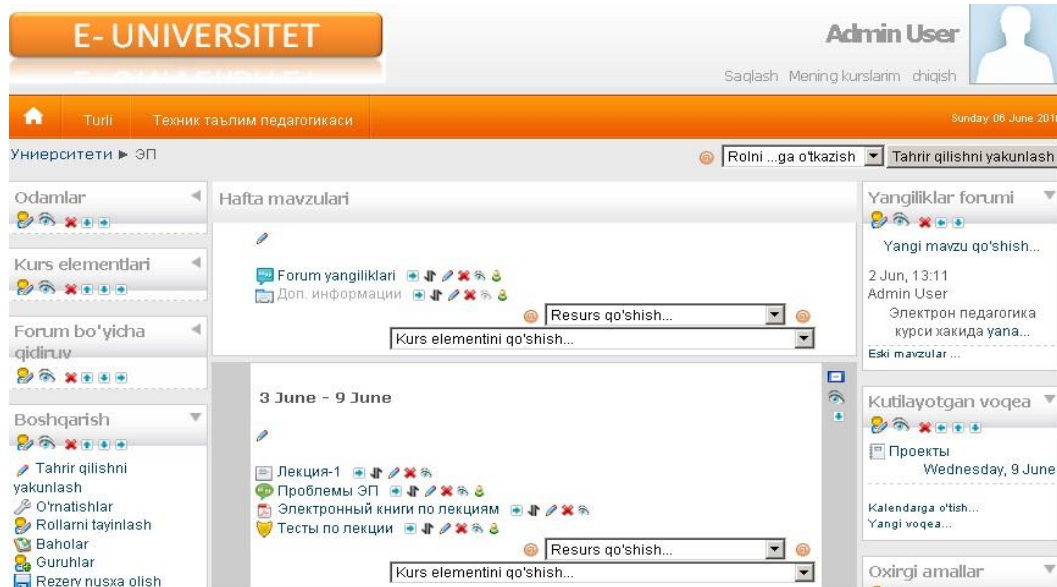 E- UNIVERSITET
Admin User
Saqlash Mening kurslarim chiqish
Turli Техник таълим педагогикаси
Sunday 06 June
Университети ► ЭП
Rolni ...ga o'tkazish
Tahrir qilishni yakunlash
Odamlar
Kurs elementlari
Forum bo'yicha
qidiruv
Boshqarish
Tahrir qilishni
yakunlash
O'rnatishlar
Rollarni tayinlash
Baholar
Guruhlar
Rezerv nusxa olish
Hafta mavzulari
Forum yangiliklari
Доп. информации
Resurs qo'shish...
Kurs elementini qo'shish...
3 June - 9 June
Лекция-1
Проблемы ЭП
Электронный книги по лекциям
Тесты по лекции
Resurs qo'shish...
Kurs elementini qo'shish...
Yangiliklar forumi
Yangi mavzu qo'shish...
2 Jun, 13:11
Admin User
Электрон педагогика
курси хакида yana...
Eski mavzular ...
Kutilayotgan voqea
Проекты
Wednesday, 9 June
Kalendarga o'tish...
Yangi voqea...
Oxirgi amallar